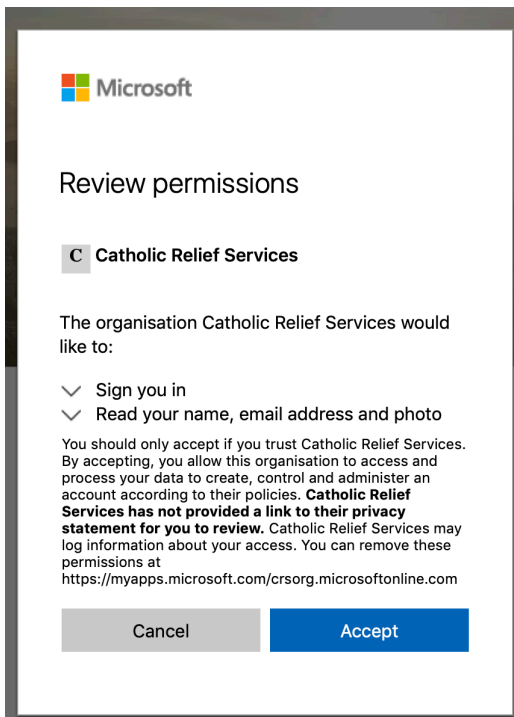 Microsoft
Review permissions
C Catholic Relief Services
The organisation Catholic Relief Services would
like to:
Sign you in
Read your name, email address and photo
You should only accept if you trust Catholic Relief Services.
By accepting, you allow this organisation to access and
process your data to create, control and administer an
account according to their policies. Catholic Relief
Services has not provided a link to their privacy
statement for you to review. Catholic Relief Services may
log information about your access. You can remove these
permissions at
https://myapps.microsoft.com/crsorg.microsoftonline.com
Cancel Accept